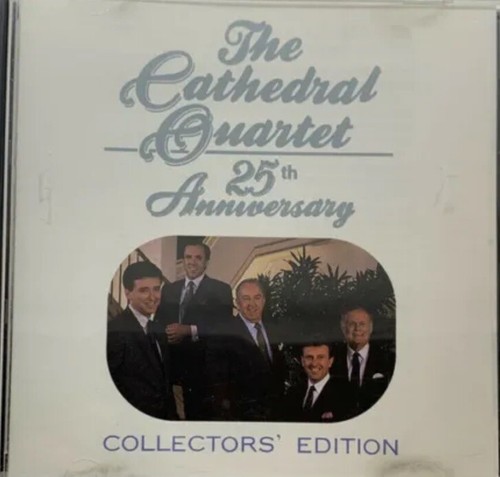 The
Cathedral
Quartet
25th
Anniversary
COLLECTORS' EDITION